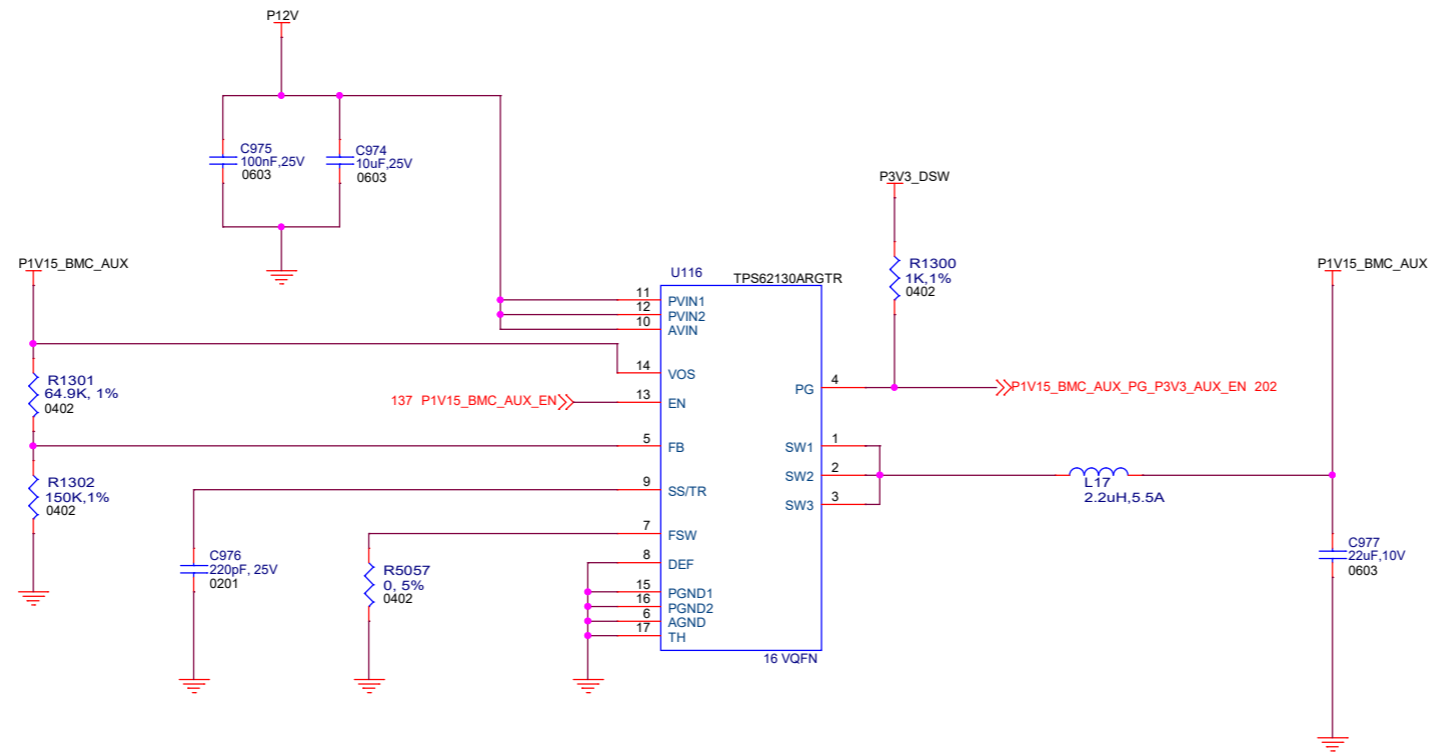 P12V
C975
100nF,25V
0603
C974
10uF,25V
0603
P3V3_DSW
R1300
1K,1%
0402
P1V15_BMC_AUX
P1V15_BMC_AUX
U116
TPS62130ARGTR
11 PVIN1
12 PVIN2
10 AVIN
14 VOS
137 P1V15_BMC_AUX_EN
13 EN
5 FB
9 SS/TR
7 FSW
8 DEF
15 PGND1
16 PGND2
6 AGND
17 TH
PG 4
P1V15_BMC_AUX_PG_P3V3_AUX_EN 202
SW1 1
SW2 2
SW3 3
16 VQFN
R1301
64.9K, 1%
0402
R1302
150K,1%
0402
C976
220pF, 25V
0201
R5057
0, 5%
0402
L17
2.2uH,5.5A
C977
22uF,10V
0603